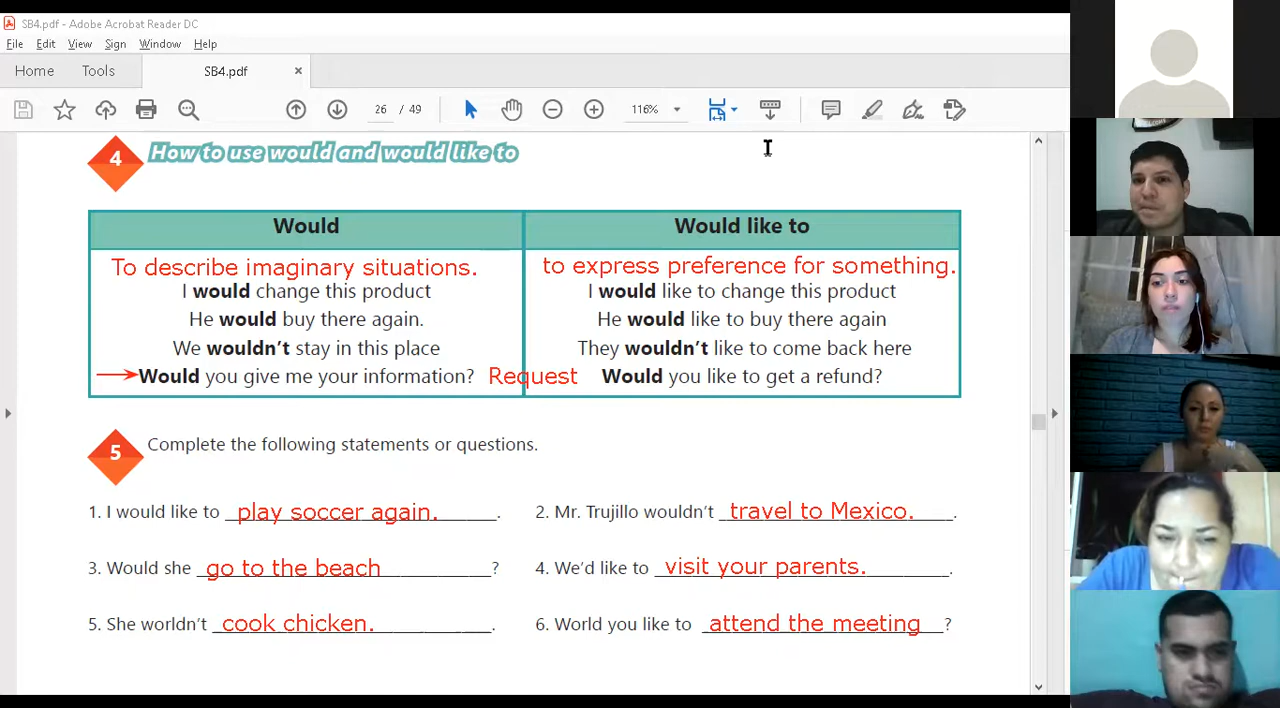 SB4.pdf - Adobe Acrobat Reader DC
File Edit View Sign Window Help
Home Tools SB4.pdf ×
26 / 49 116%
4 How to use would and would like to
Would Would like to
To describe imaginary situations. to express preference for something.
I would change this product I would like to change this product
He would buy there again. He would like to buy there again
We wouldn't stay in this place They wouldn't like to come back here
Would you give me your information? Request Would you like to get a refund?
5 Complete the following statements or questions.
1. I would like to play soccer again. . 2. Mr. Trujillo wouldn't travel to Mexico. .
3. Would she go to the beach ? 4. We'd like to visit your parents. .
5. She worldn't cook chicken. . 6. World you like to attend the meeting ?